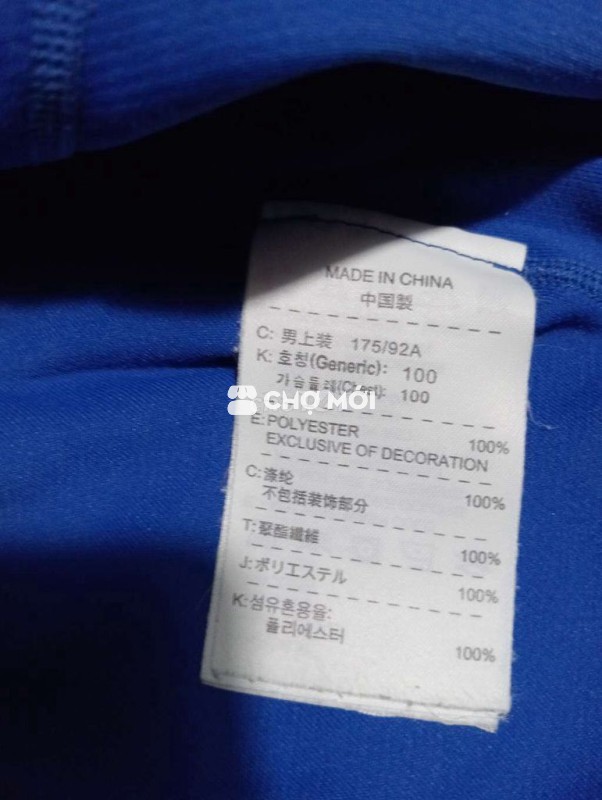 MADE IN CHINA
中国製
C: 男上装 175/92A
K: 호칭(Generic): 100
가슴둘레(Chest): 100
CHỢ MỚI
E: POLYESTER 100%
EXCLUSIVE OF DECORATION
C: 涤纶 100%
不包括装饰部分
T: 聚酯纖維 100%
J: ポリエステル 100%
K: 섬유혼용율:
폴리에스터 100%